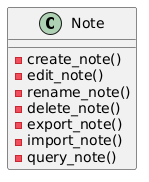 C Note
create_note()
edit_note()
rename_note()
delete_note()
export_note()
import_note()
query_note()